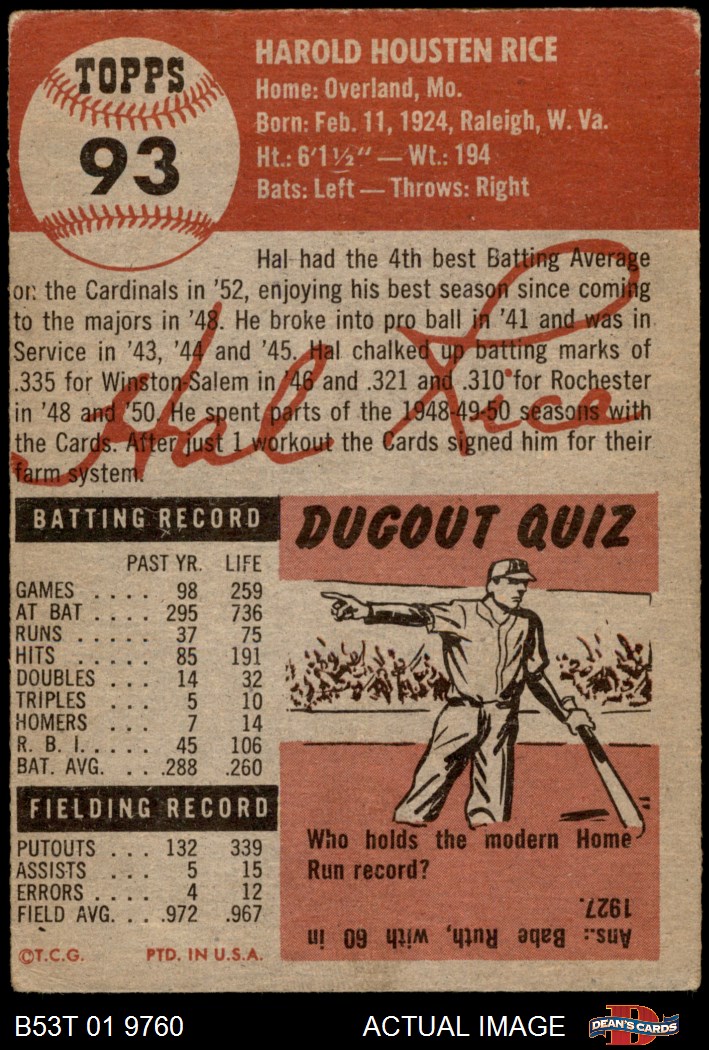 TOPPS
93
HAROLD HOUSTEN RICE
Home: Overland, Mo.
Born: Feb. 11, 1924, Raleigh, W. Va.
Ht.: 6'1½" — Wt.: 194
Bats: Left — Throws: Right
Hal had the 4th best Batting Average
on the Cardinals in '52, enjoying his best season since coming
to the majors in '48. He broke into pro ball in '41 and was in
Service in '43, '44 and '45. Hal chalked up batting marks of
.335 for Winston-Salem in '46 and .321 and .310 for Rochester
in '48 and '50. He spent parts of the 1948-49-50 seasons with
the Cards. After just 1 workout the Cards signed him for their
farm system.
Hal Rice
BATTING RECORD
PAST YR. LIFE
GAMES . . . . 98 259
AT BAT . . . . 295 736
RUNS . . . . . 37 75
HITS . . . . . 85 191
DOUBLES . . . 14 32
TRIPLES . . . 5 10
HOMERS . . . 7 14
R. B. I. . . . . 45 106
BAT. AVG. . . .288 .260
FIELDING RECORD
PUTOUTS . . . 132 339
ASSISTS . . . 5 15
ERRORS . . . 4 12
FIELD AVG. . . .972 .967
©T.C.G. PTD. IN U.S.A.
DUGOUT QUIZ
Who holds the modern Home
Run record?
Ans.: Babe Ruth, with 60 in
1927.
B53T 01 9760 ACTUAL IMAGE
D
DEAN'S CARDS